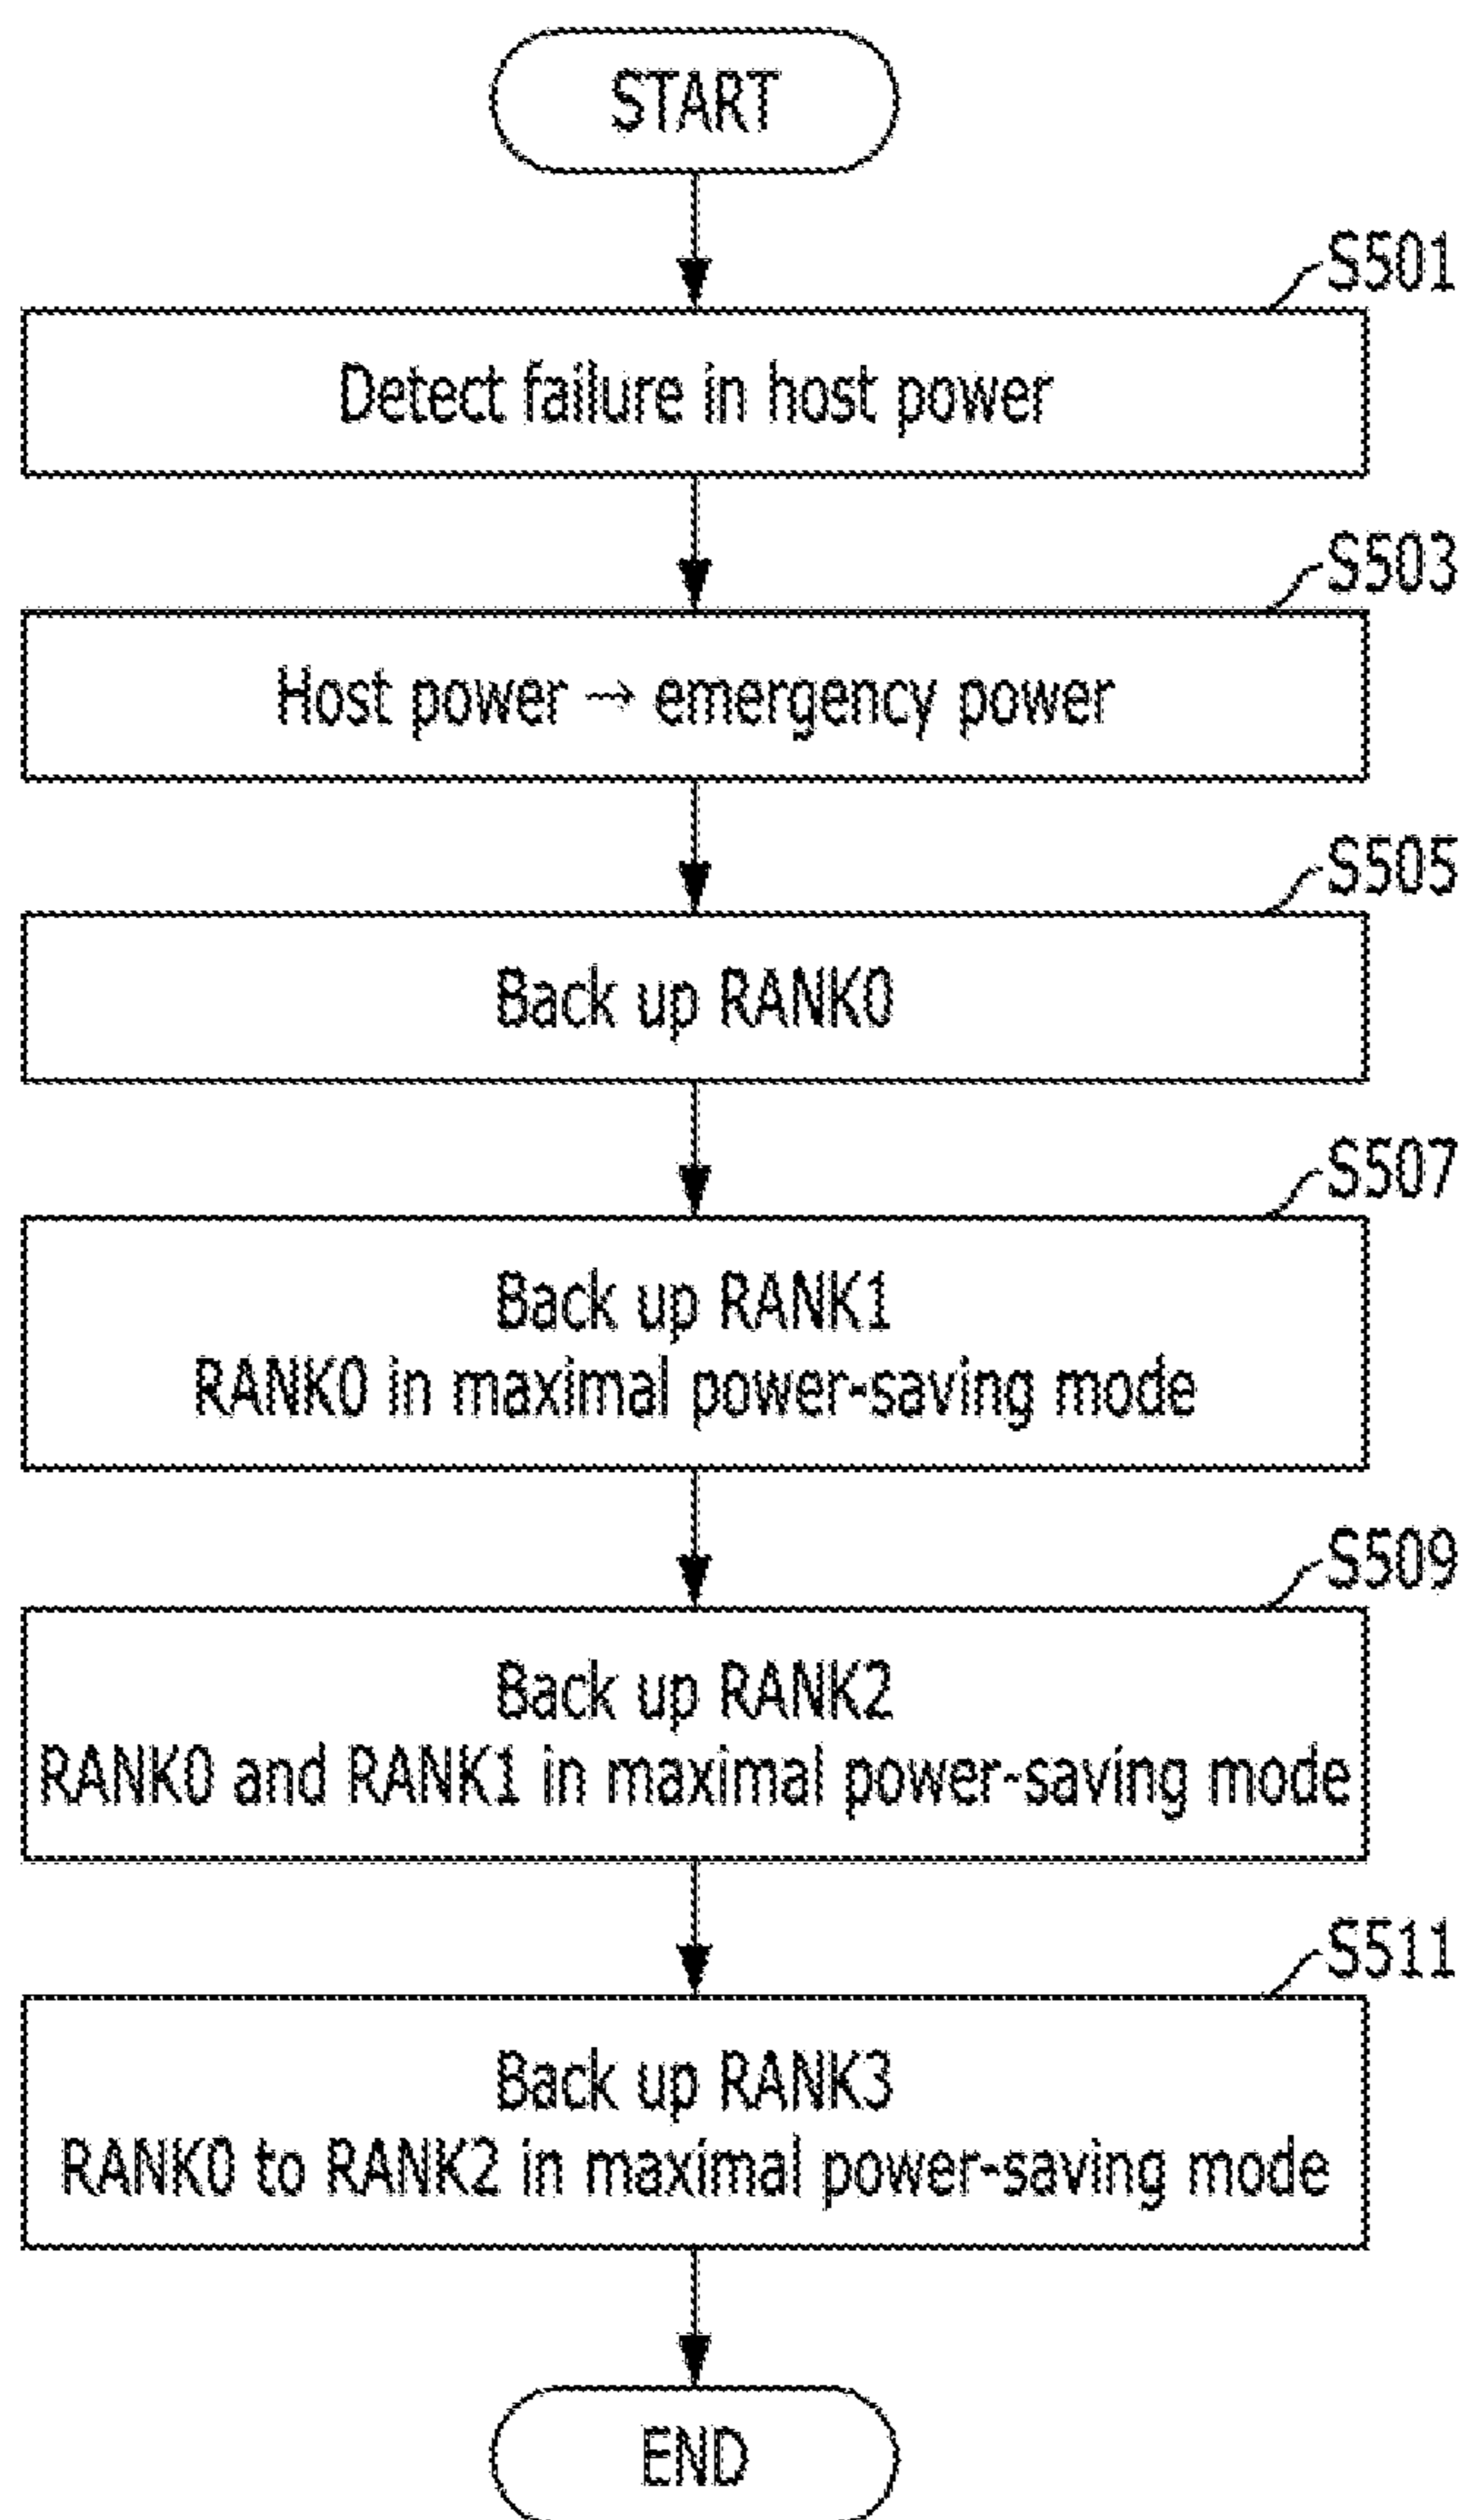 START
S501
Detect failure in host power
S503
Host power → emergency power
S505
Back up RANK0
S507
Back up RANK1
RANK0 in maximal power-saving mode
S509
Back up RANK2
RANK0 and RANK1 in maximal power-saving mode
S511
Back up RANK3
RANK0 to RANK2 in maximal power-saving mode
END